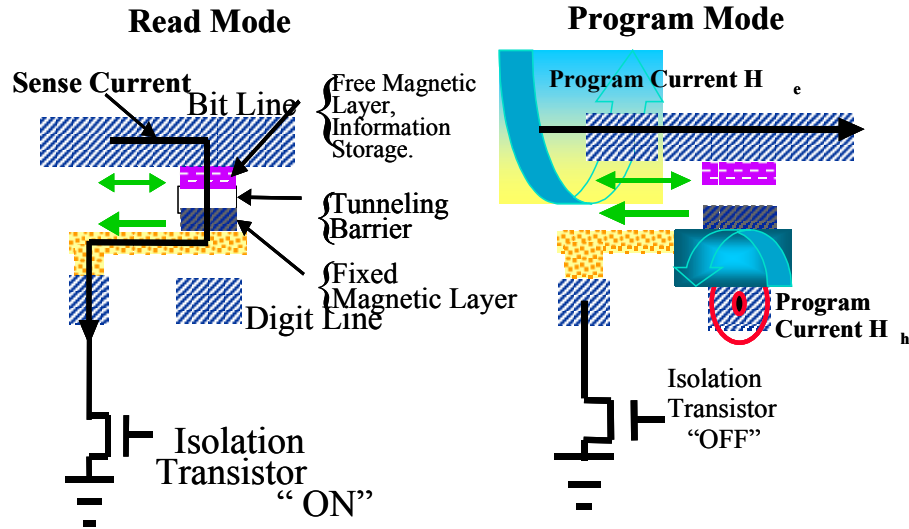 Read Mode
Program Mode
Sense Current
Bit Line
Free Magnetic
Layer,
Information
Storage.
Tunneling
Barrier
Fixed
Magnetic Layer
Digit Line
Isolation
Transistor
“ ON”
Program Current H e
Program
Current H h
Isolation
Transistor
“OFF”